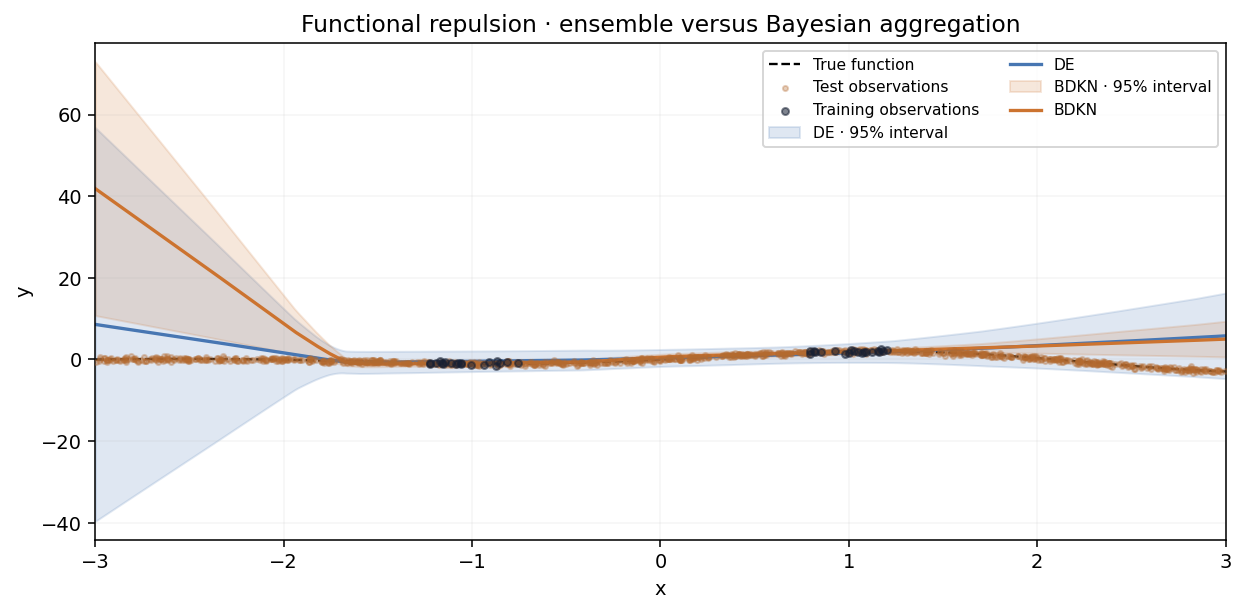 Functional repulsion · ensemble versus Bayesian aggregation
True function
Test observations
Training observations
DE · 95% interval
DE
BDKN · 95% interval
BDKN
y
60
40
20
0
−20
−40
−3
−2
−1
0
1
2
3
x